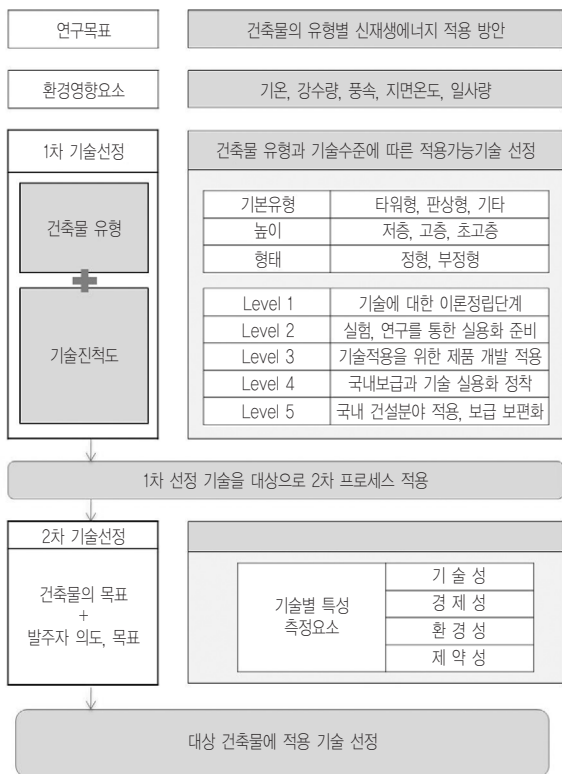 연구목표
건축물의 유형별 신재생에너지 적용 방안
환경영향요소
기온, 강수량, 풍속, 지면온도, 일사량
1차 기술선정
건축물 유형과 기술수준에 따른 적용가능기술 선정
건축물 유형
기본유형 타워형, 판상형, 기타
높이 저층, 고층, 초고층
형태 정형, 부정형
기술진척도
Level 1 기술에 대한 이론정립단계
Level 2 실험, 연구를 통한 실용화 준비
Level 3 기술적용을 위한 제품 개발 적용
Level 4 국내보급과 기술 실용화 정착
Level 5 국내 건설분야 적용, 보급 보편화
1차 선정 기술을 대상으로 2차 프로세스 적용
2차 기술선정
건축물의 목표
+
발주자 의도, 목표
기술별 특성
측정요소
기 술 성
경 제 성
환 경 성
제 약 성
대상 건축물에 적용 기술 선정